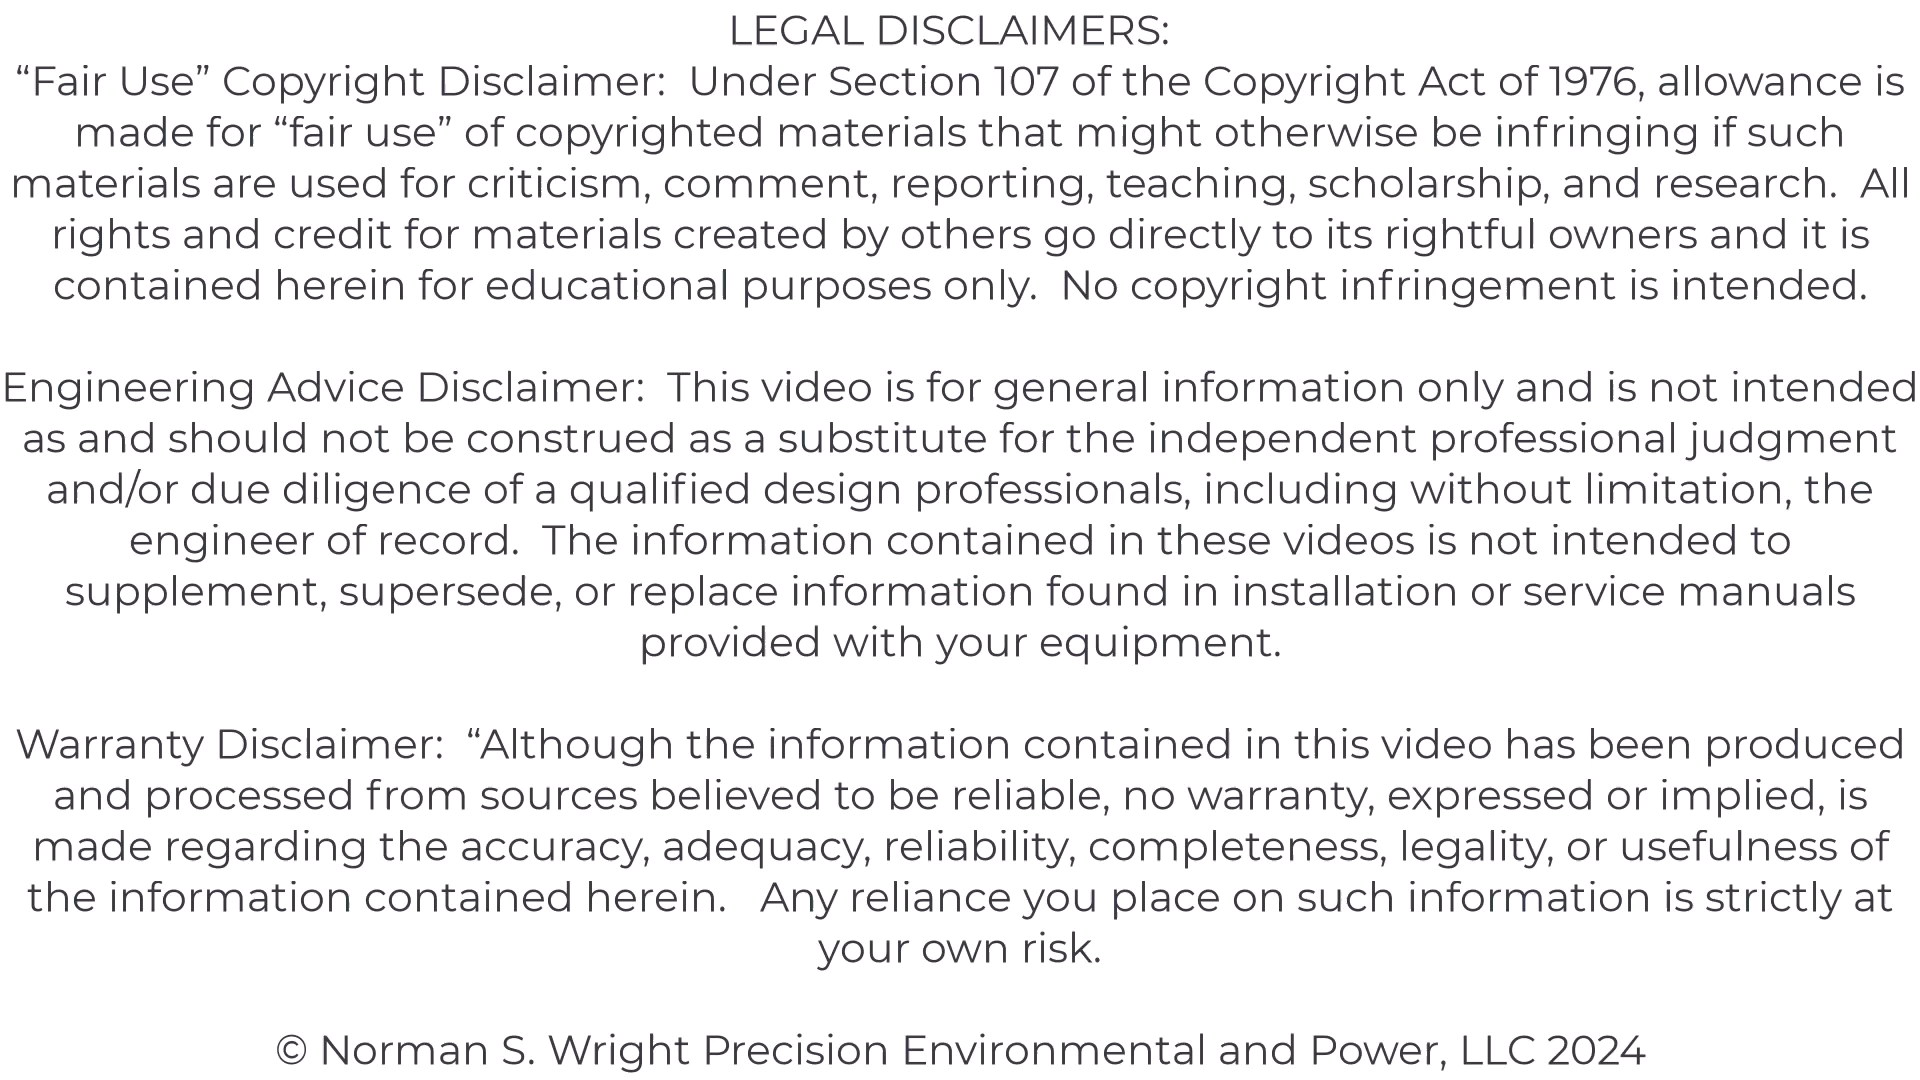 LEGAL DISCLAIMERS:
“Fair Use” Copyright Disclaimer:  Under Section 107 of the Copyright Act of 1976, allowance is
made for “fair use” of copyrighted materials that might otherwise be infringing if such
materials are used for criticism, comment, reporting, teaching, scholarship, and research.  All
rights and credit for materials created by others go directly to its rightful owners and it is
contained herein for educational purposes only.  No copyright infringement is intended.
Engineering Advice Disclaimer:  This video is for general information only and is not intended
as and should not be construed as a substitute for the independent professional judgment
and/or due diligence of a qualified design professionals, including without limitation, the
engineer of record.  The information contained in these videos is not intended to
supplement, supersede, or replace information found in installation or service manuals
provided with your equipment.
Warranty Disclaimer:  “Although the information contained in this video has been produced
and processed from sources believed to be reliable, no warranty, expressed or implied, is
made regarding the accuracy, adequacy, reliability, completeness, legality, or usefulness of
the information contained herein.   Any reliance you place on such information is strictly at
your own risk.
© Norman S. Wright Precision Environmental and Power, LLC 2024